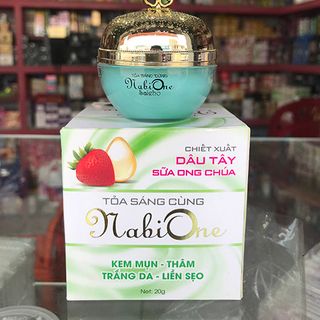 TỎA TRẮNG CÙNG
NabiOne
CHIẾT XUẤT
DÂU TÂY
SỮA ONG CHÚA
TỎA SÁNG CÙNG
NabiOne
KEM MỤN - THÂM
TRẮNG DA - LIỀN SẸO
Net: 20g